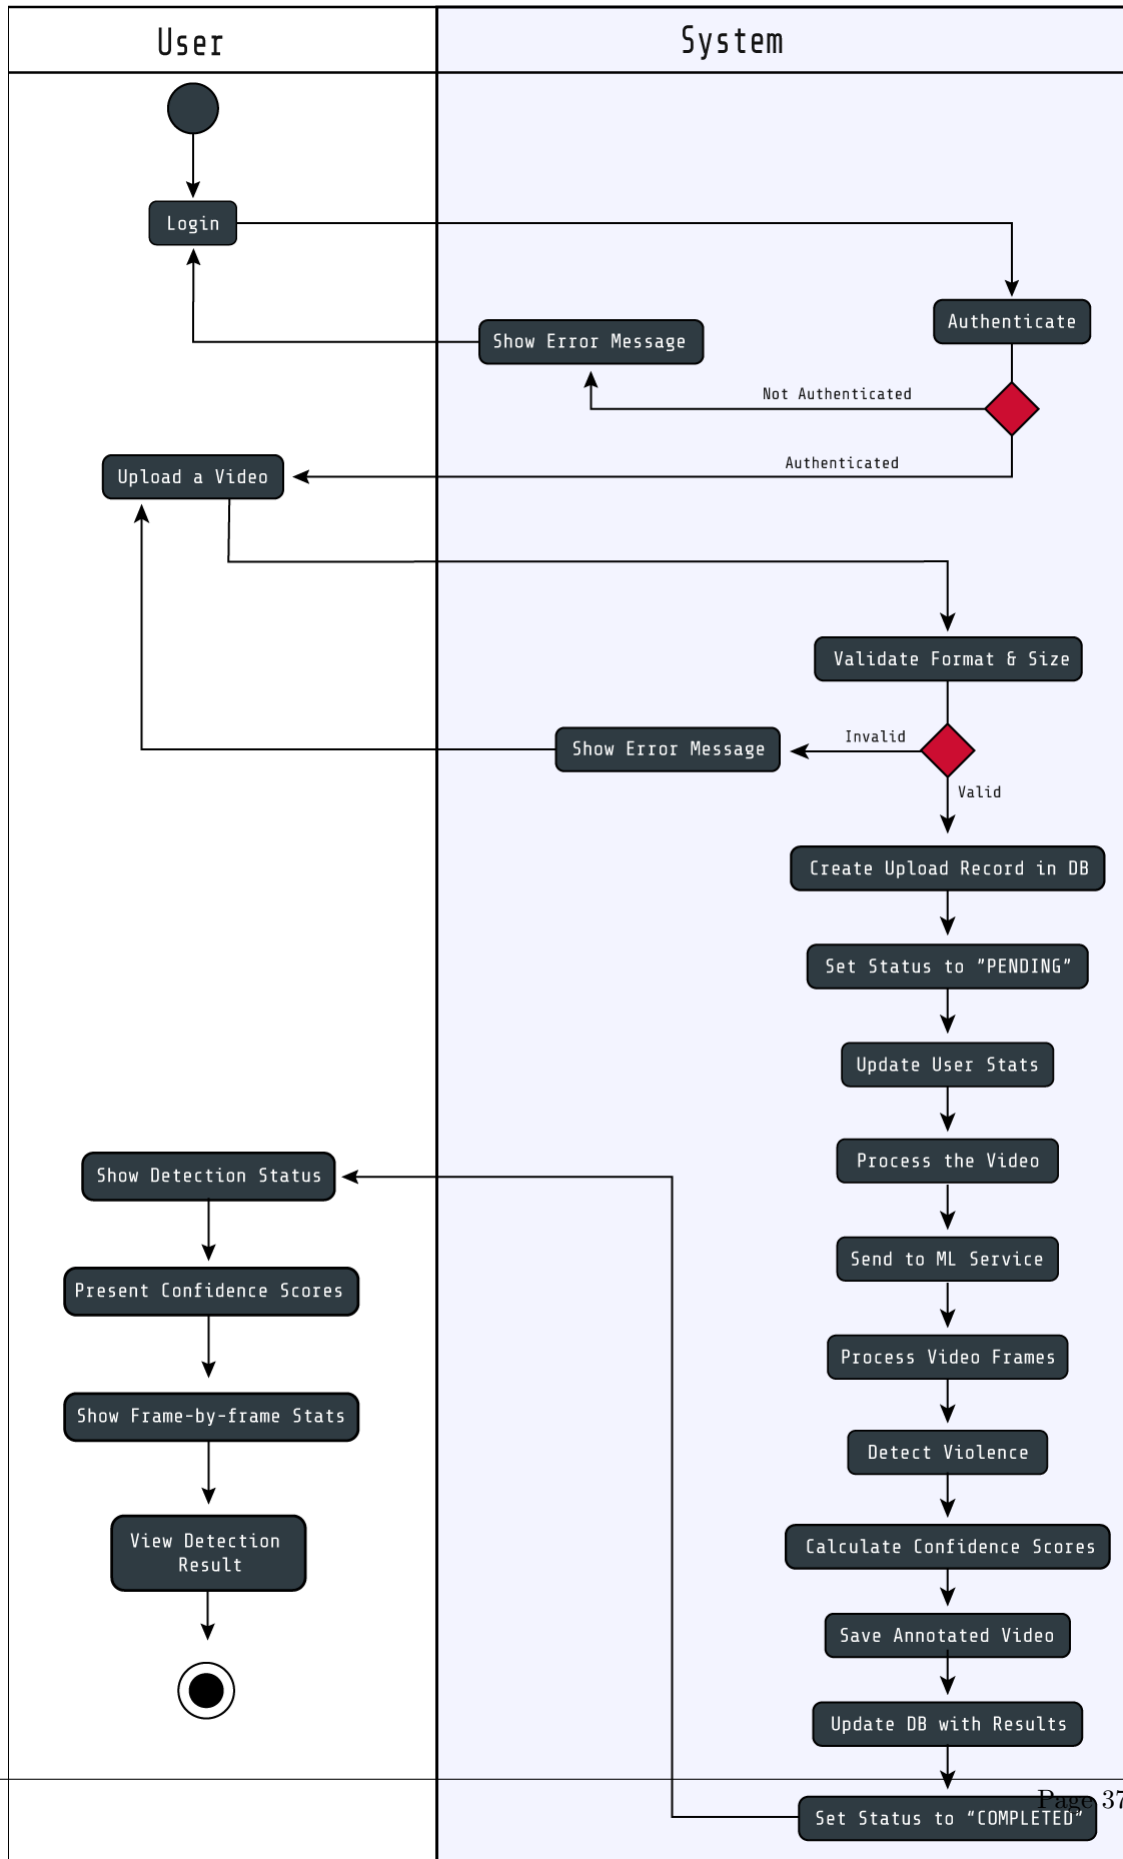 User
System
Login
Authenticate
Show Error Message
Not Authenticated
Authenticated
Upload a Video
Validate Format & Size
Invalid
Show Error Message
Valid
Create Upload Record in DB
Set Status to ”PENDING”
Update User Stats
Process the Video
Show Detection Status
Send to ML Service
Present Confidence Scores
Process Video Frames
Show Frame-by-frame Stats
Detect Violence
View Detection
Result
Calculate Confidence Scores
Save Annotated Video
Update DB with Results
Page 37
Set Status to “COMPLETED”